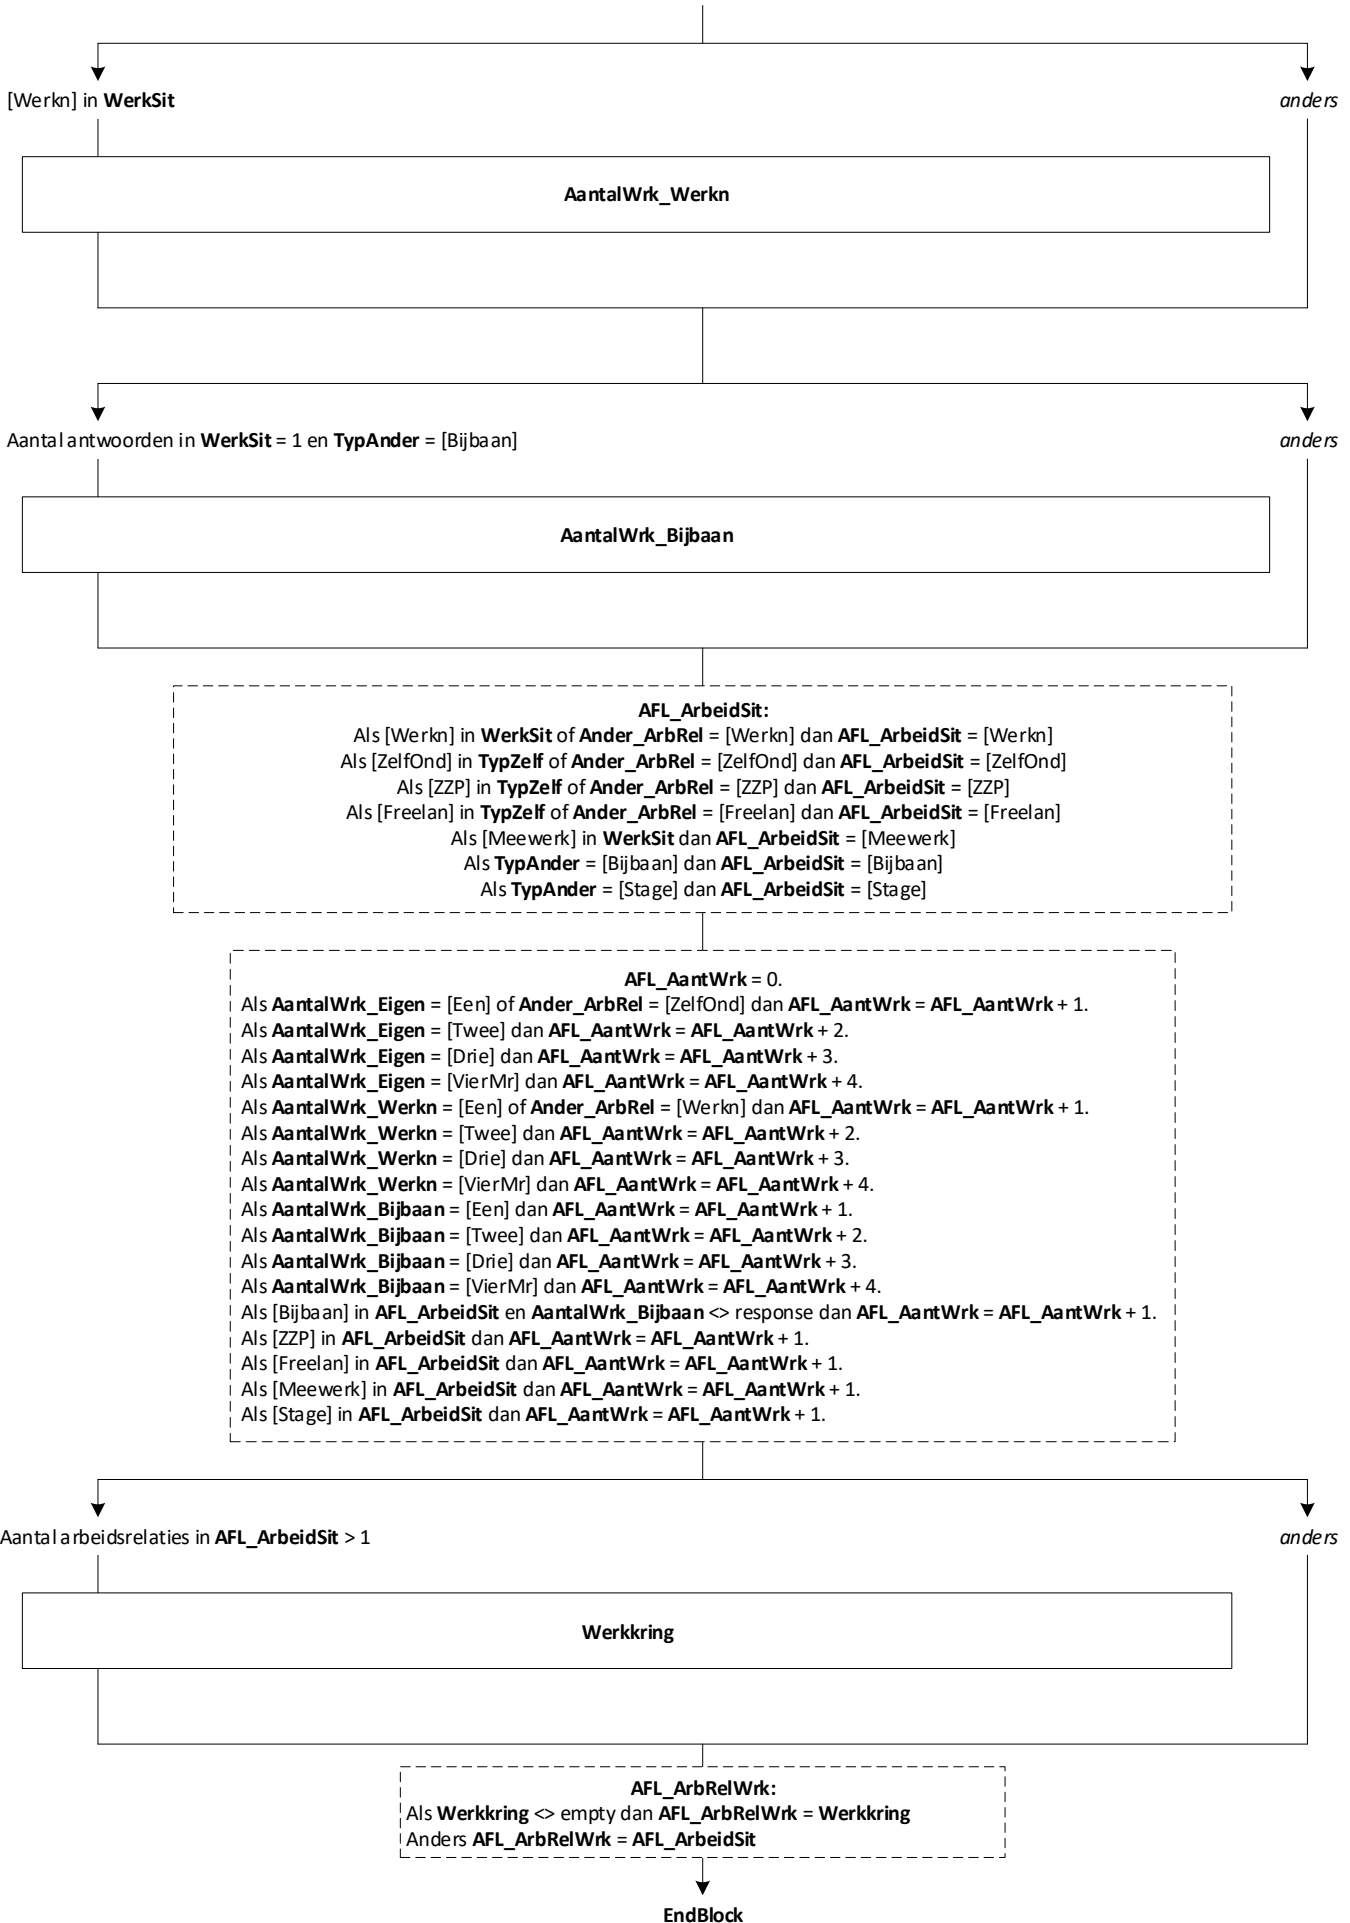 [Werkn] in WerkSit
anders
AantalWrk_Werkn
Aantal antwoorden in WerkSit = 1 en TypAnder = [Bijbaan]
anders
AantalWrk_Bijbaan
AFL_ArbeidSit:
Als [Werkn] in WerkSit of Ander_ArbRel = [Werkn] dan AFL_ArbeidSit = [Werkn]
Als [ZelfOnd] in TypZelf of Ander_ArbRel = [ZelfOnd] dan AFL_ArbeidSit = [ZelfOnd]
Als [ZZP] in TypZelf of Ander_ArbRel = [ZZP] dan AFL_ArbeidSit = [ZZP]
Als [Freelan] in TypZelf of Ander_ArbRel = [Freelan] dan AFL_ArbeidSit = [Freelan]
Als [Meewerk] in WerkSit dan AFL_ArbeidSit = [Meewerk]
Als TypAnder = [Bijbaan] dan AFL_ArbeidSit = [Bijbaan]
Als TypAnder = [Stage] dan AFL_ArbeidSit = [Stage]
AFL_AantWrk = 0.
Als AantalWrk_Eigen = [Een] of Ander_ArbRel = [ZelfOnd] dan AFL_AantWrk = AFL_AantWrk + 1.
Als AantalWrk_Eigen = [Twee] dan AFL_AantWrk = AFL_AantWrk + 2.
Als AantalWrk_Eigen = [Drie] dan AFL_AantWrk = AFL_AantWrk + 3.
Als AantalWrk_Eigen = [VierMr] dan AFL_AantWrk = AFL_AantWrk + 4.
Als AantalWrk_Werkn = [Een] of Ander_ArbRel = [Werkn] dan AFL_AantWrk = AFL_AantWrk + 1.
Als AantalWrk_Werkn = [Twee] dan AFL_AantWrk = AFL_AantWrk + 2.
Als AantalWrk_Werkn = [Drie] dan AFL_AantWrk = AFL_AantWrk + 3.
Als AantalWrk_Werkn = [VierMr] dan AFL_AantWrk = AFL_AantWrk + 4.
Als AantalWrk_Bijbaan = [Een] dan AFL_AantWrk = AFL_AantWrk + 1.
Als AantalWrk_Bijbaan = [Twee] dan AFL_AantWrk = AFL_AantWrk + 2.
Als AantalWrk_Bijbaan = [Drie] dan AFL_AantWrk = AFL_AantWrk + 3.
Als AantalWrk_Bijbaan = [VierMr] dan AFL_AantWrk = AFL_AantWrk + 4.
Als [Bijbaan] in AFL_ArbeidSit en AantalWrk_Bijbaan <> response dan AFL_AantWrk = AFL_AantWrk + 1.
Als [ZZP] in AFL_ArbeidSit dan AFL_AantWrk = AFL_AantWrk + 1.
Als [Freelan] in AFL_ArbeidSit dan AFL_AantWrk = AFL_AantWrk + 1.
Als [Meewerk] in AFL_ArbeidSit dan AFL_AantWrk = AFL_AantWrk + 1.
Als [Stage] in AFL_ArbeidSit dan AFL_AantWrk = AFL_AantWrk + 1.
Aantal arbeidsrelaties in AFL_ArbeidSit > 1
anders
Werkkring
AFL_ArbRelWrk:
Als Werkkring <> empty dan AFL_ArbRelWrk = Werkkring
Anders AFL_ArbRelWrk = AFL_ArbeidSit
EndBlock